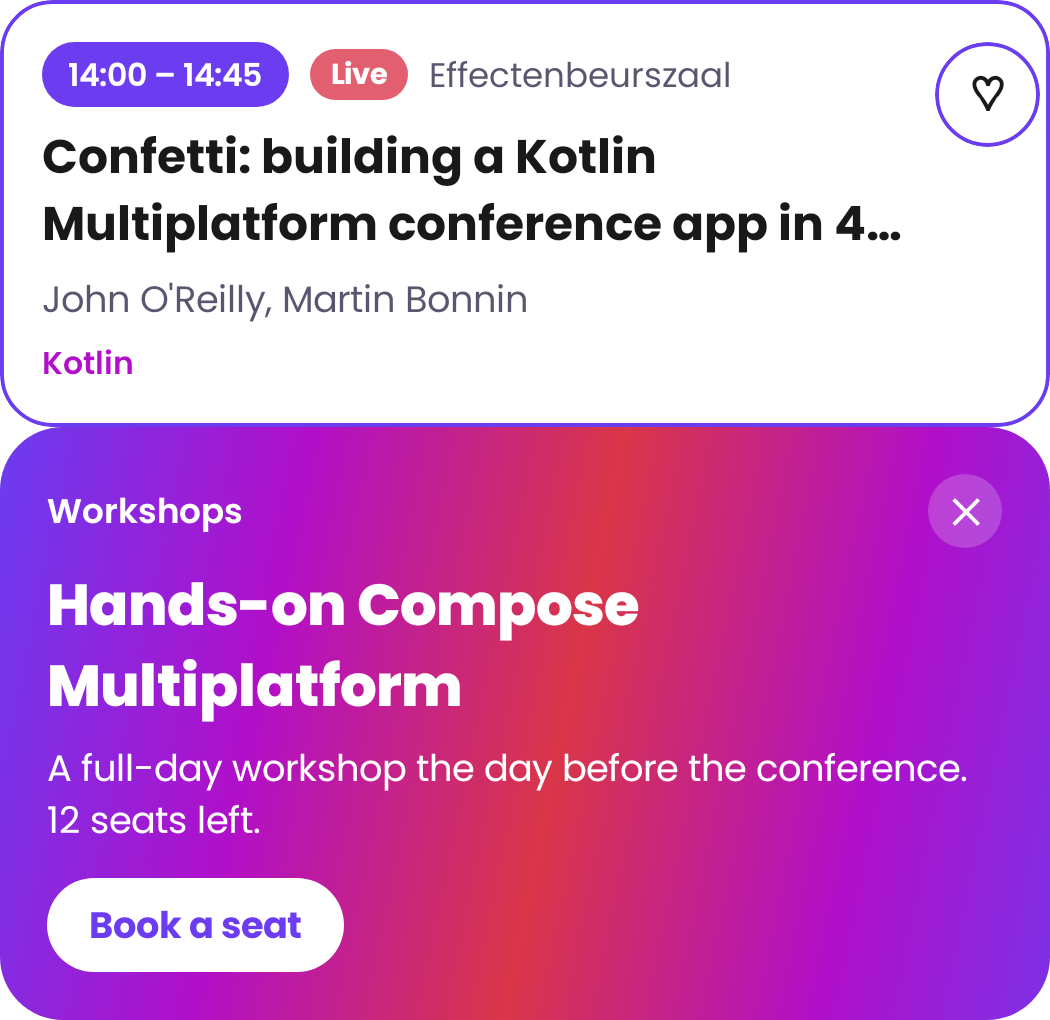 14:00 – 14:45 Live Effectenbeurszaal
Confetti: building a Kotlin
Multiplatform conference app in 4…
John O'Reilly, Martin Bonnin
Kotlin
Workshops
Hands-on Compose
Multiplatform
A full-day workshop the day before the conference.
12 seats left.
Book a seat